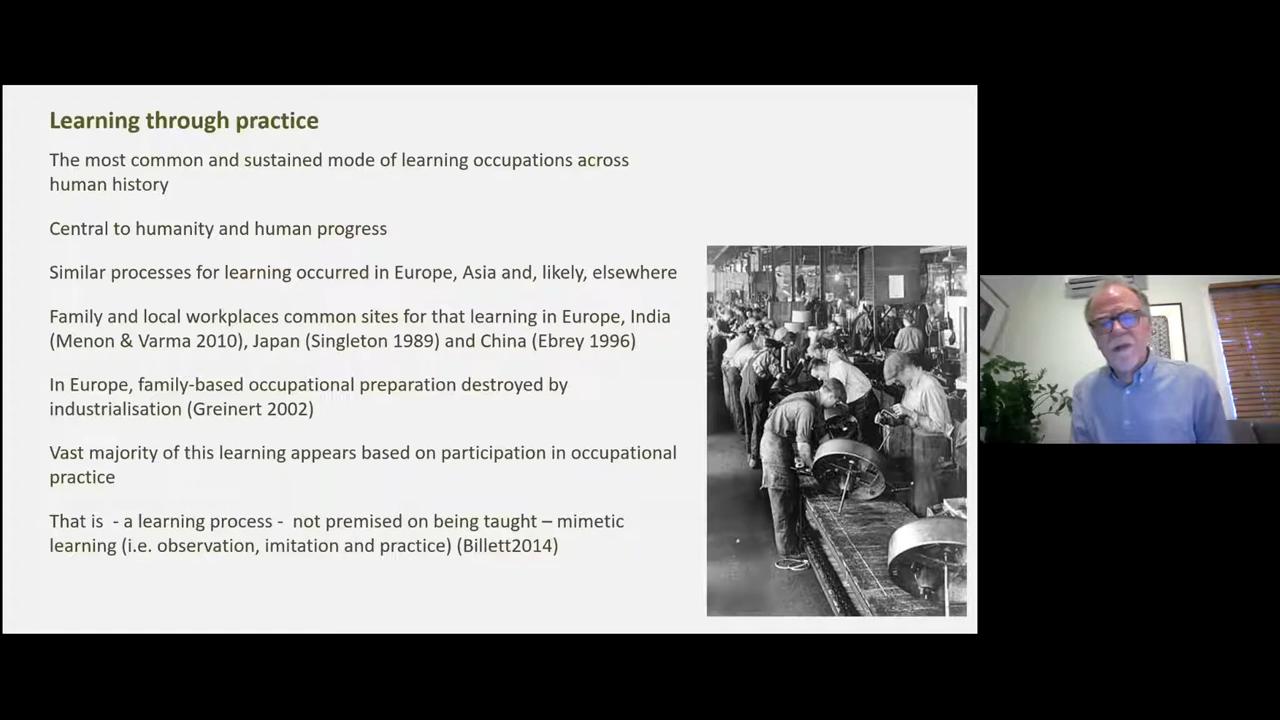 Learning through practice
The most common and sustained mode of learning occupations across
human history
Central to humanity and human progress
Similar processes for learning occurred in Europe, Asia and, likely, elsewhere
Family and local workplaces common sites for that learning in Europe, India
(Menon & Varma 2010), Japan (Singleton 1989) and China (Ebrey 1996)
In Europe, family-based occupational preparation destroyed by
industrialisation (Greinert 2002)
Vast majority of this learning appears based on participation in occupational
practice
That is  - a learning process -  not premised on being taught – mimetic
learning (i.e. observation, imitation and practice) (Billett2014)